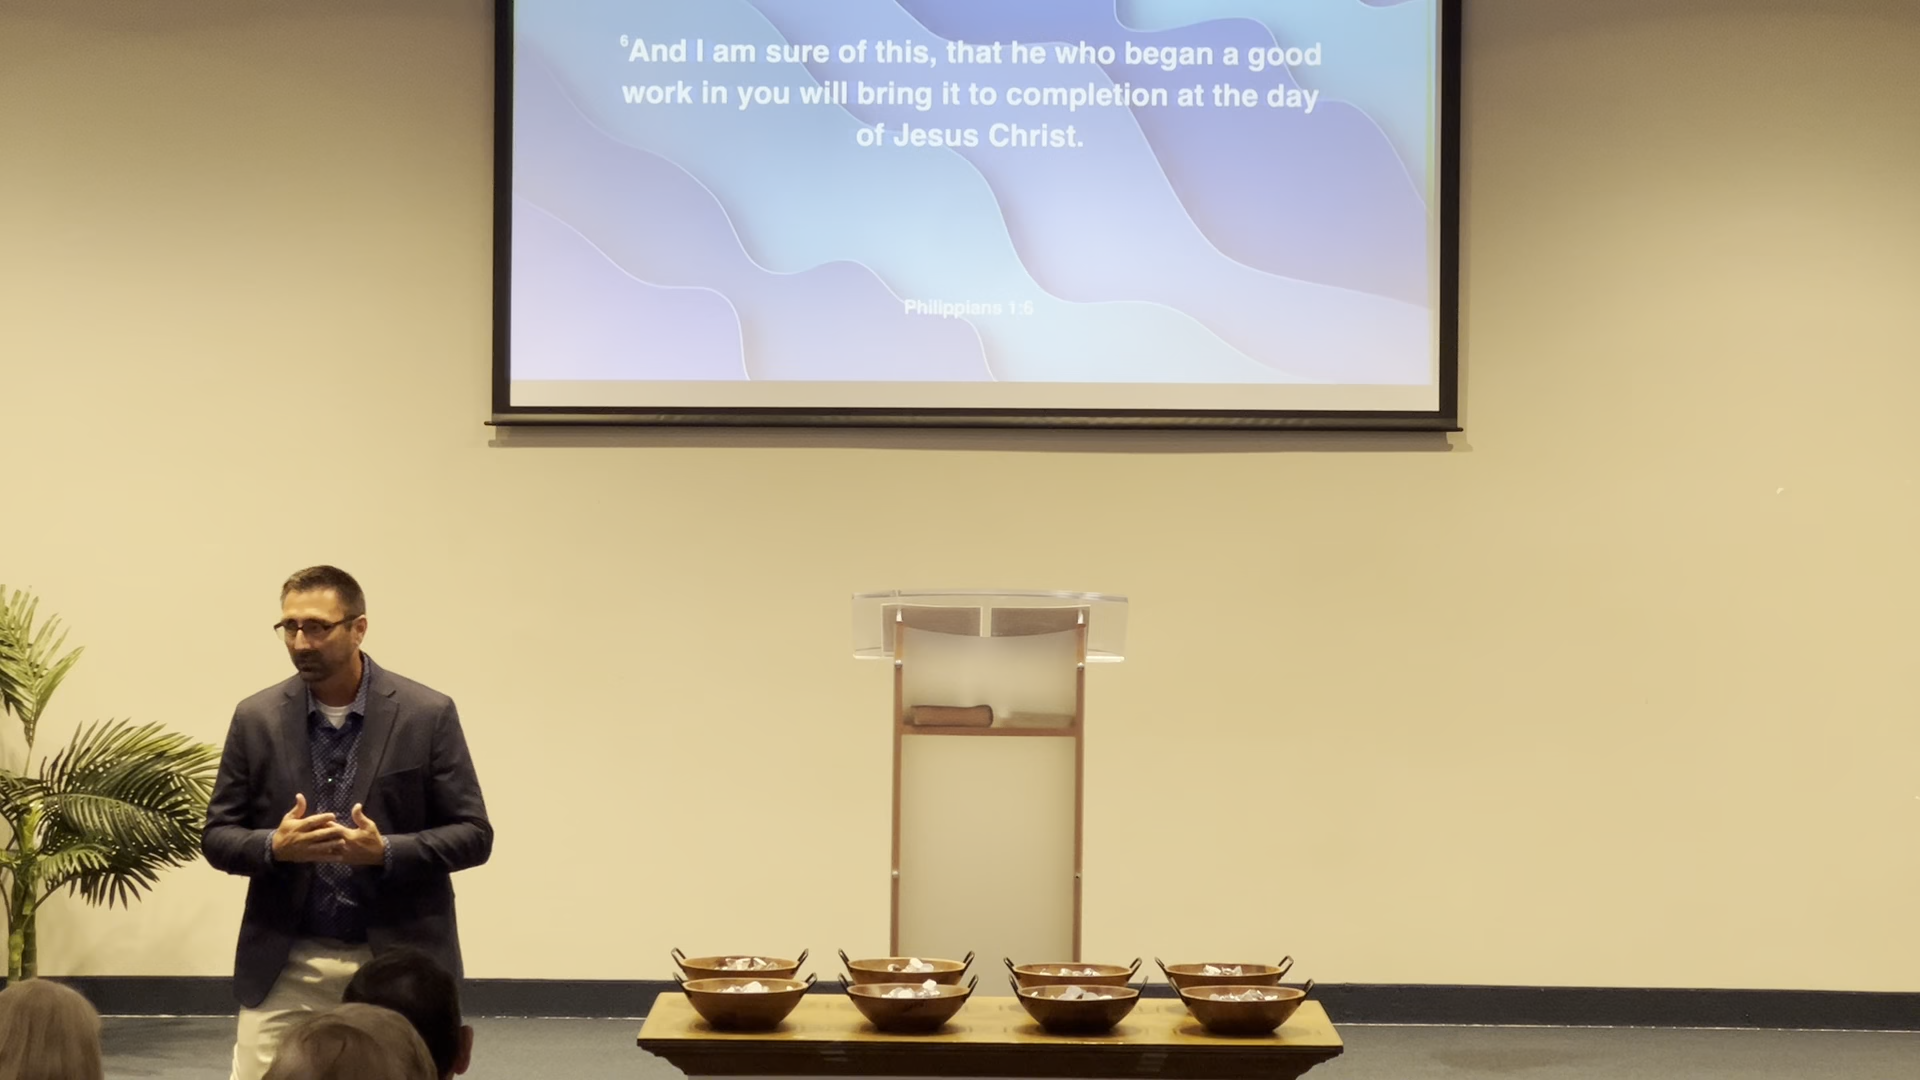 ⁶And I am sure of this, that he who began a good
work in you will bring it to completion at the day
of Jesus Christ.
Philippians 1:6